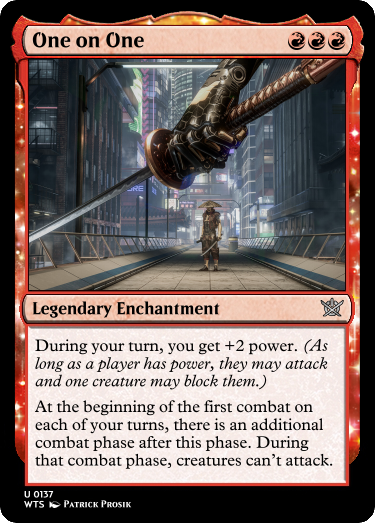 One on One
Legendary Enchantment
During your turn, you get +2 power. (As
long as a player has power, they may attack
and one creature may block them.)
At the beginning of the first combat on
each of your turns, there is an additional
combat phase after this phase. During
that combat phase, creatures can't attack.
U 0137
WTS Patrick Prosik